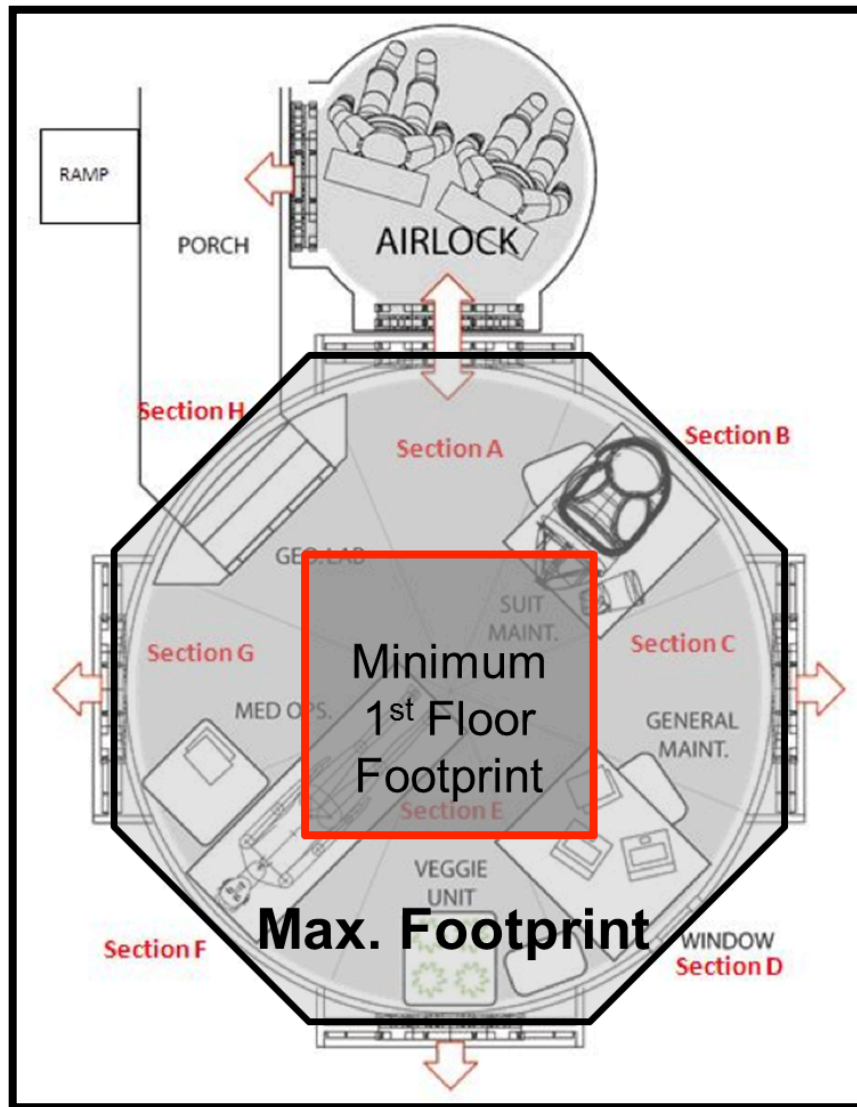 RAMP
PORCH
AIRLOCK
Section H
Section A
Section B
GEO. LAB
SUIT
MAINT.
Section G
Section C
Minimum
1st Floor
Footprint
MED OPS.
GENERAL
MAINT.
Section E
VEGGIE
UNIT
Max. Footprint
WINDOW
Section F
Section D